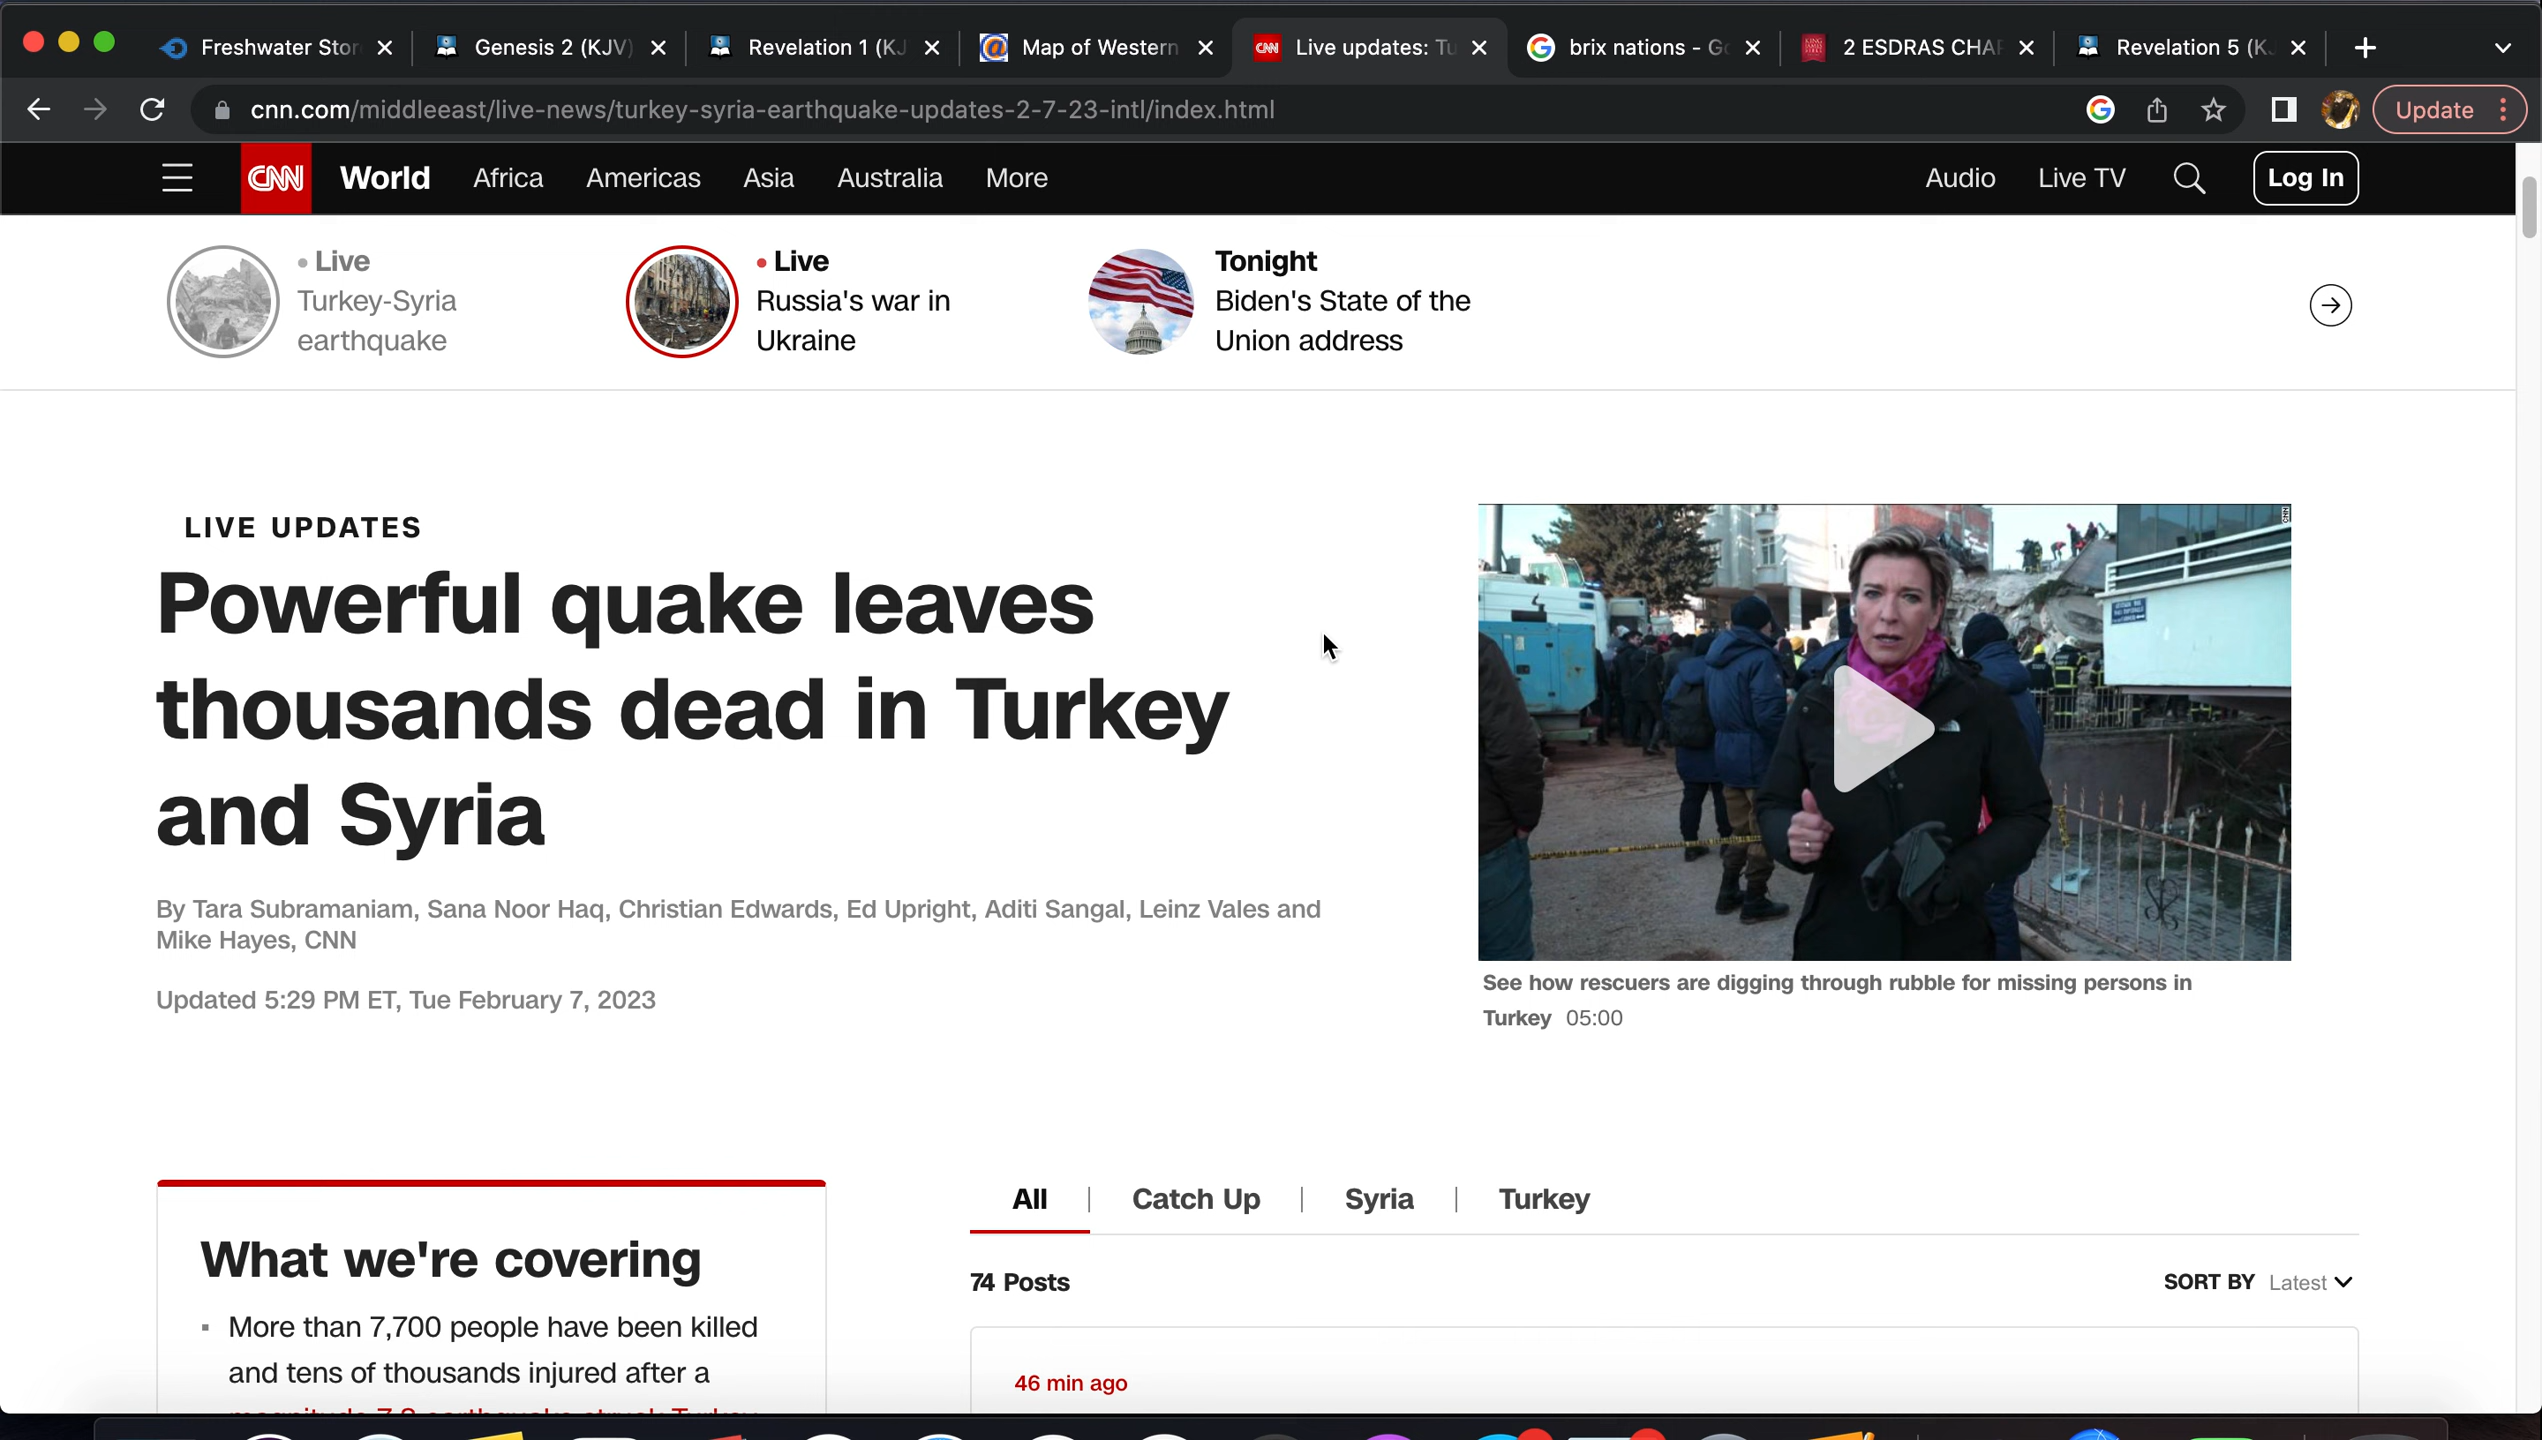 Freshwater Stor
Genesis 2 (KJV)
Revelation 1 (KJ
Map of Western
CNN
Live updates: Tu
brix nations - Go
2 ESDRAS CHAP
Revelation 5 (K
cnn.com/middleeast/live-news/turkey-syria-earthquake-updates-2-7-23-intl/index.html
Update
CNN World Africa Americas Asia Australia More Audio Live TV Log In
Live
Turkey-Syria
earthquake
Live
Russia's war in
Ukraine
Tonight
Biden's State of the
Union address
LIVE UPDATES
Powerful quake leaves
thousands dead in Turkey
and Syria
By Tara Subramaniam, Sana Noor Haq, Christian Edwards, Ed Upright, Aditi Sangal, Leinz Vales and
Mike Hayes, CNN
Updated 5:29 PM ET, Tue February 7, 2023
CNN
See how rescuers are digging through rubble for missing persons in
Turkey 05:00
What we're covering
▪ More than 7,700 people have been killed
and tens of thousands injured after a
All | Catch Up | Syria | Turkey
74 Posts
SORT BY Latest
46 min ago